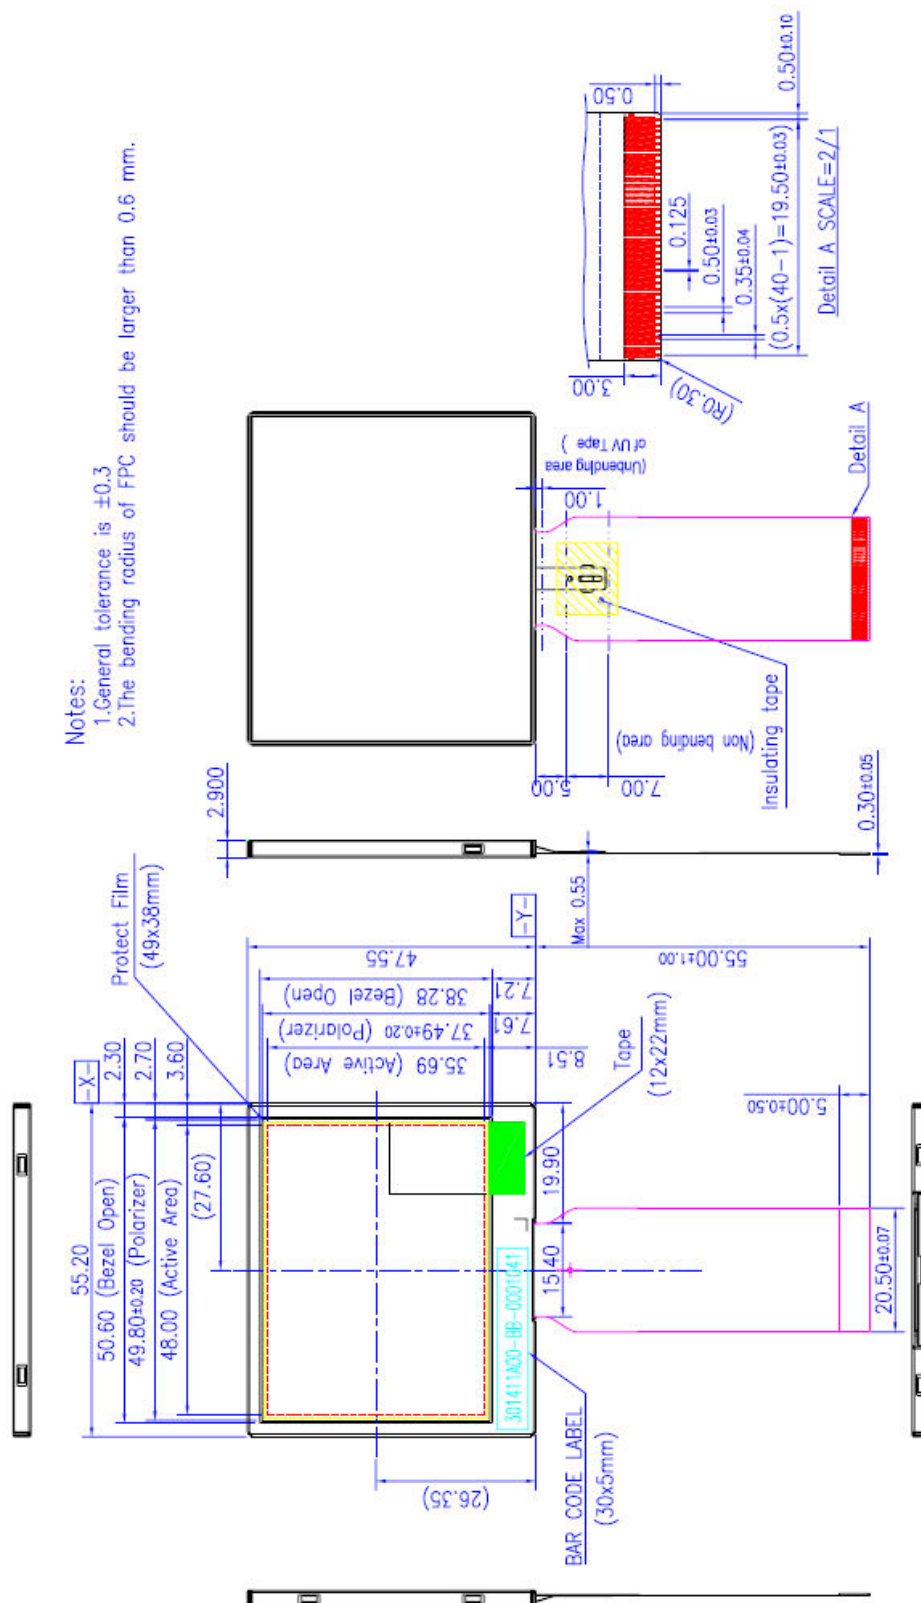 Notes:
1.General tolerance is ±0.3
2.The bending radius of FPC should be larger than 0.6 mm.
-X-
55.20
50.60 (Bezel Open)
2.30
49.80±0.20 (Polarizer)
2.70
48.00 (Active Area)
3.60
(27.60)
Protect Film
(49x38mm)
47.55
38.28 (Bezel Open)
7.21
37.49±0.20 (Polarizer)
7.61
35.69 (Active Area)
8.51
-Y-
(26.35)
301411A00-BB-0001041
BAR CODE LABEL
(30x5mm)
15.40
19.90
Tape
(12x22mm)
55.00±1.00
5.00±0.50
20.50±0.07
2.900
Max 0.55
0.30±0.05
5.00
7.00
(Non bending area)
Insulating tape
1.00
(Unbending area
of UV Tape )
Detail A
3.00
0.50
(R0.30)
0.125
0.50±0.03
0.35±0.04
(0.5x(40-1)=19.50±0.03)
0.50±0.10
Detail A SCALE=2/1